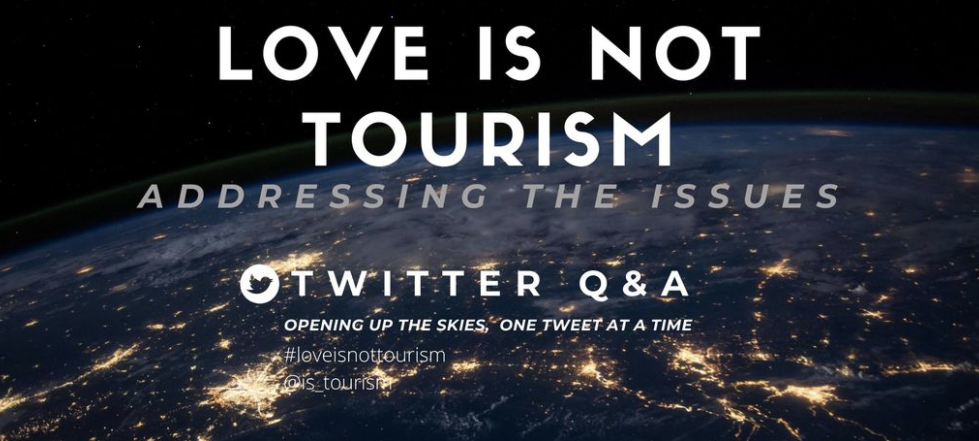 LOVE IS NOT
TOURISM
ADDRESSING THE ISSUES
TWITTER Q&A
OPENING UP THE SKIES, ONE TWEET AT A TIME
#loveisnottourism
@is_tourism